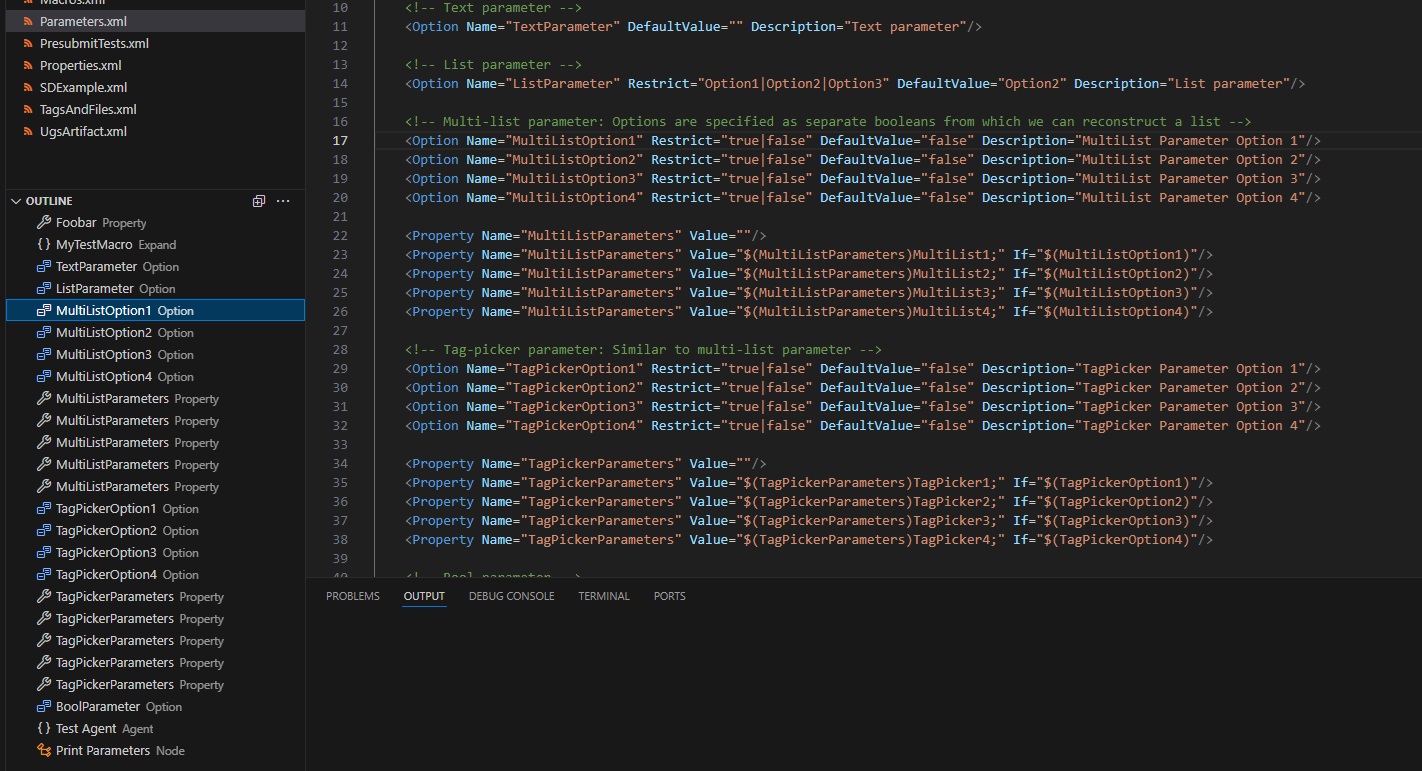 Macros.xml
Parameters.xml
PresubmitTests.xml
Properties.xml
SDExample.xml
TagsAndFiles.xml
UgsArtifact.xml
OUTLINE
Foobar Property
MyTestMacro Expand
TextParameter Option
ListParameter Option
MultiListOption1 Option
MultiListOption2 Option
MultiListOption3 Option
MultiListOption4 Option
MultiListParameters Property
MultiListParameters Property
MultiListParameters Property
MultiListParameters Property
MultiListParameters Property
TagPickerOption1 Option
TagPickerOption2 Option
TagPickerOption3 Option
TagPickerOption4 Option
TagPickerParameters Property
TagPickerParameters Property
TagPickerParameters Property
TagPickerParameters Property
TagPickerParameters Property
BoolParameter Option
Test Agent Agent
Print Parameters Node
10 <!-- Text parameter -->
11 <Option Name="TextParameter" DefaultValue="" Description="Text parameter"/>
12
13 <!-- List parameter -->
14 <Option Name="ListParameter" Restrict="Option1|Option2|Option3" DefaultValue="Option2" Description="List parameter"/>
15
16 <!-- Multi-list parameter: Options are specified as separate booleans from which we can reconstruct a list -->
17 <Option Name="MultiListOption1" Restrict="true|false" DefaultValue="false" Description="MultiList Parameter Option 1"/>
18 <Option Name="MultiListOption2" Restrict="true|false" DefaultValue="false" Description="MultiList Parameter Option 2"/>
19 <Option Name="MultiListOption3" Restrict="true|false" DefaultValue="false" Description="MultiList Parameter Option 3"/>
20 <Option Name="MultiListOption4" Restrict="true|false" DefaultValue="false" Description="MultiList Parameter Option 4"/>
21
22 <Property Name="MultiListParameters" Value=""/>
23 <Property Name="MultiListParameters" Value="$(MultiListParameters)MultiList1;" If="$(MultiListOption1)"/>
24 <Property Name="MultiListParameters" Value="$(MultiListParameters)MultiList2;" If="$(MultiListOption2)"/>
25 <Property Name="MultiListParameters" Value="$(MultiListParameters)MultiList3;" If="$(MultiListOption3)"/>
26 <Property Name="MultiListParameters" Value="$(MultiListParameters)MultiList4;" If="$(MultiListOption4)"/>
27
28 <!-- Tag-picker parameter: Similar to multi-list parameter -->
29 <Option Name="TagPickerOption1" Restrict="true|false" DefaultValue="false" Description="TagPicker Parameter Option 1"/>
30 <Option Name="TagPickerOption2" Restrict="true|false" DefaultValue="false" Description="TagPicker Parameter Option 2"/>
31 <Option Name="TagPickerOption3" Restrict="true|false" DefaultValue="false" Description="TagPicker Parameter Option 3"/>
32 <Option Name="TagPickerOption4" Restrict="true|false" DefaultValue="false" Description="TagPicker Parameter Option 4"/>
33
34 <Property Name="TagPickerParameters" Value=""/>
35 <Property Name="TagPickerParameters" Value="$(TagPickerParameters)TagPicker1;" If="$(TagPickerOption1)"/>
36 <Property Name="TagPickerParameters" Value="$(TagPickerParameters)TagPicker2;" If="$(TagPickerOption2)"/>
37 <Property Name="TagPickerParameters" Value="$(TagPickerParameters)TagPicker3;" If="$(TagPickerOption3)"/>
38 <Property Name="TagPickerParameters" Value="$(TagPickerParameters)TagPicker4;" If="$(TagPickerOption4)"/>
39
40 <!-- Bool parameter -->
PROBLEMS OUTPUT DEBUG CONSOLE TERMINAL PORTS